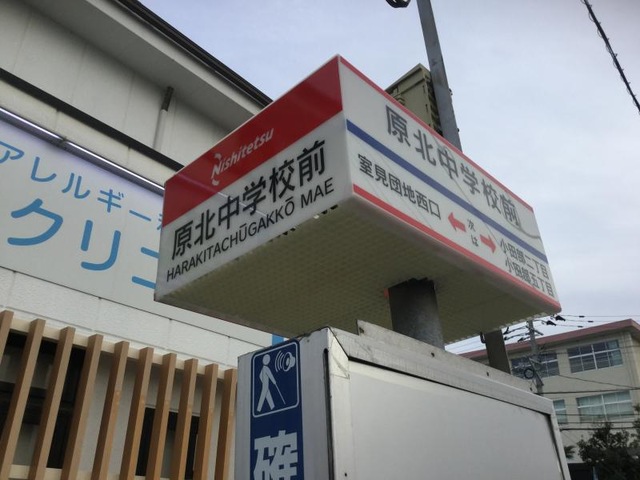 Nishitetsu
原北中学校前
HARAKITACHŪGAKKŌ MAE
原北中学校前
室見団地西口
次は
小田部二丁目
小田部五丁目
アレルギー
クリニ
確